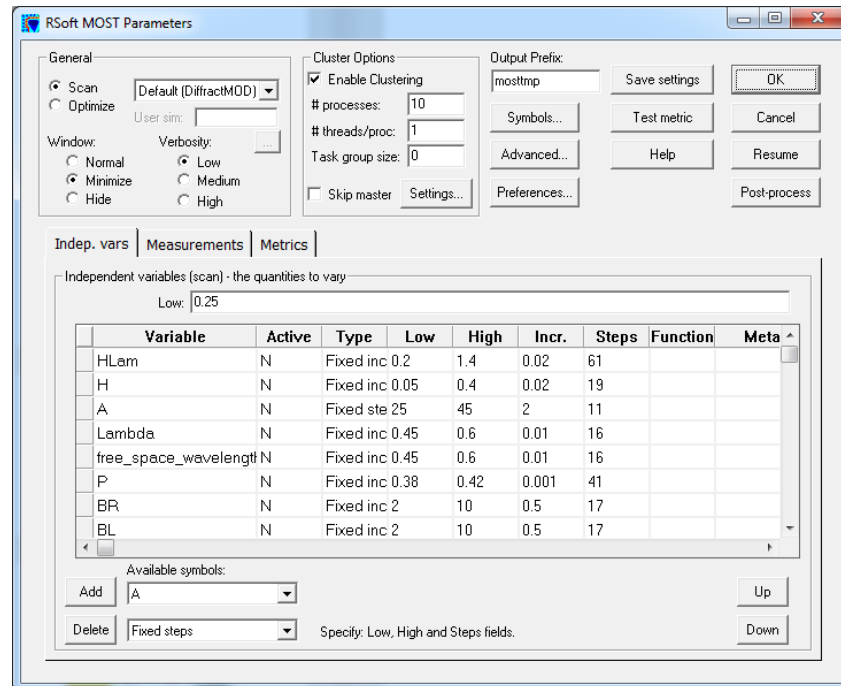 RSoft MOST Parameters
General
Scan
Optimize
Default (DiffractMOD)
User sim:
...
Window:
Normal
Minimize
Hide
Verbosity:
Low
Medium
High
Cluster Options
Enable Clustering
# processes: 10
# threads/proc: 1
Task group size: 0
Skip master Settings...
Output Prefix:
mosttmp
Symbols...
Advanced...
Preferences...
Save settings
Test metric
Help
OK
Cancel
Resume
Post-process
Indep. vars Measurements Metrics
Independent variables (scan) - the quantities to vary
Low: 0.25
Variable Active Type Low High Incr. Steps Function Meta
HLam N Fixed inc 0.2 1.4 0.02 61
H N Fixed inc 0.05 0.4 0.02 19
A N Fixed ste 25 45 2 11
Lambda N Fixed inc 0.45 0.6 0.01 16
free_space_wavelengt N Fixed inc 0.45 0.6 0.01 16
P N Fixed inc 0.38 0.42 0.001 41
BR N Fixed inc 2 10 0.5 17
BL N Fixed inc 2 10 0.5 17
Available symbols:
Add A Up
Delete Fixed steps Specify: Low, High and Steps fields. Down